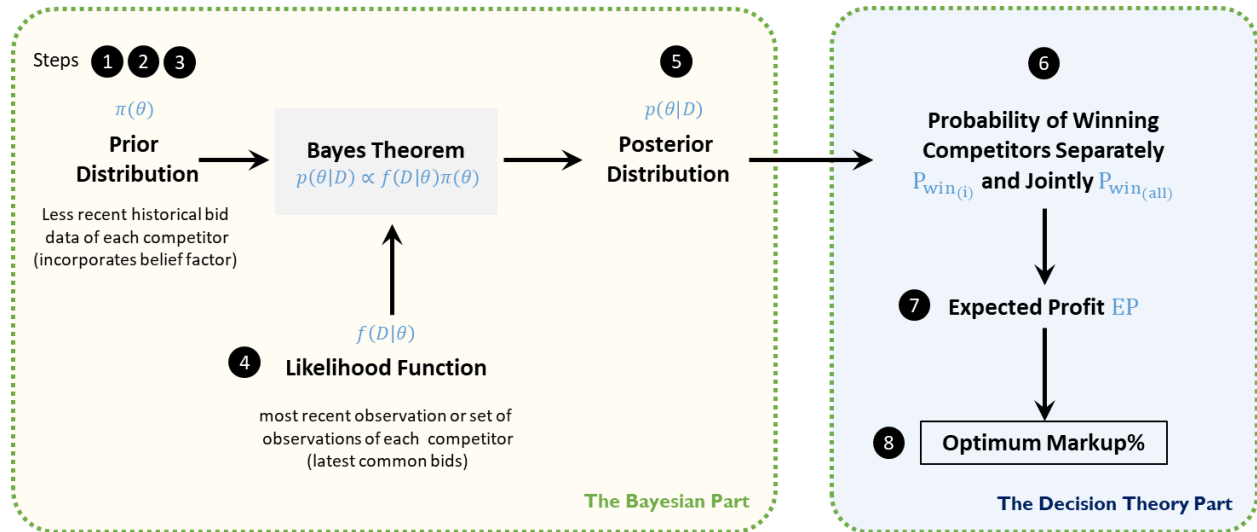 Steps 1 2 3
π(θ)
Prior
Distribution
Less recent historical bid
data of each competitor
(incorporates belief factor)
Bayes Theorem
p(θ|D) ∝ f(D|θ)π(θ)
f(D|θ)
4
Likelihood Function
most recent observation or set of
observations of each competitor
(latest common bids)
5
p(θ|D)
Posterior
Distribution
The Bayesian Part
6
Probability of Winning
Competitors Separately
P_win(i) and Jointly P_win(all)
7 Expected Profit EP
8 Optimum Markup%
The Decision Theory Part